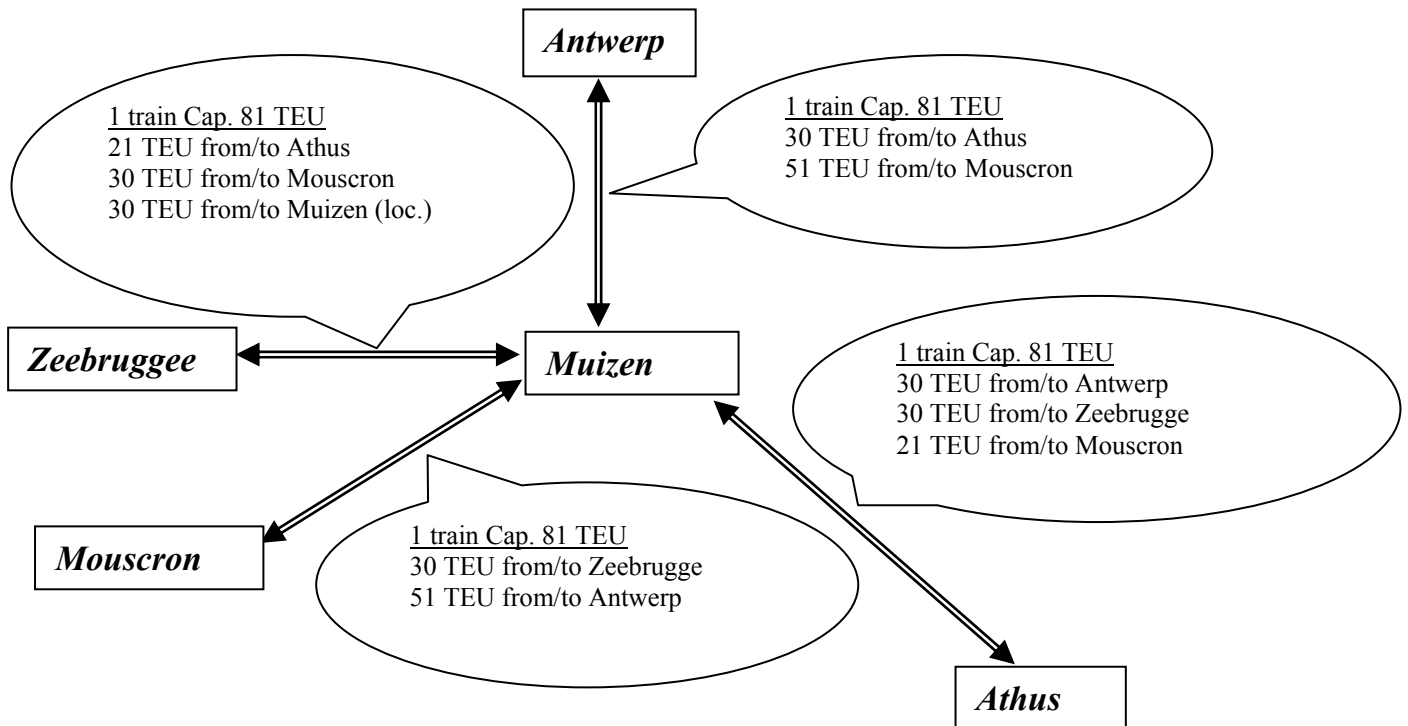 Antwerp
1 train Cap. 81 TEU
21 TEU from/to Athus
30 TEU from/to Mouscron
30 TEU from/to Muizen (loc.)
1 train Cap. 81 TEU
30 TEU from/to Athus
51 TEU from/to Mouscron
Zeebruggee
Muizen
1 train Cap. 81 TEU
30 TEU from/to Antwerp
30 TEU from/to Zeebrugge
21 TEU from/to Mouscron
Mouscron
1 train Cap. 81 TEU
30 TEU from/to Zeebrugge
51 TEU from/to Antwerp
Athus